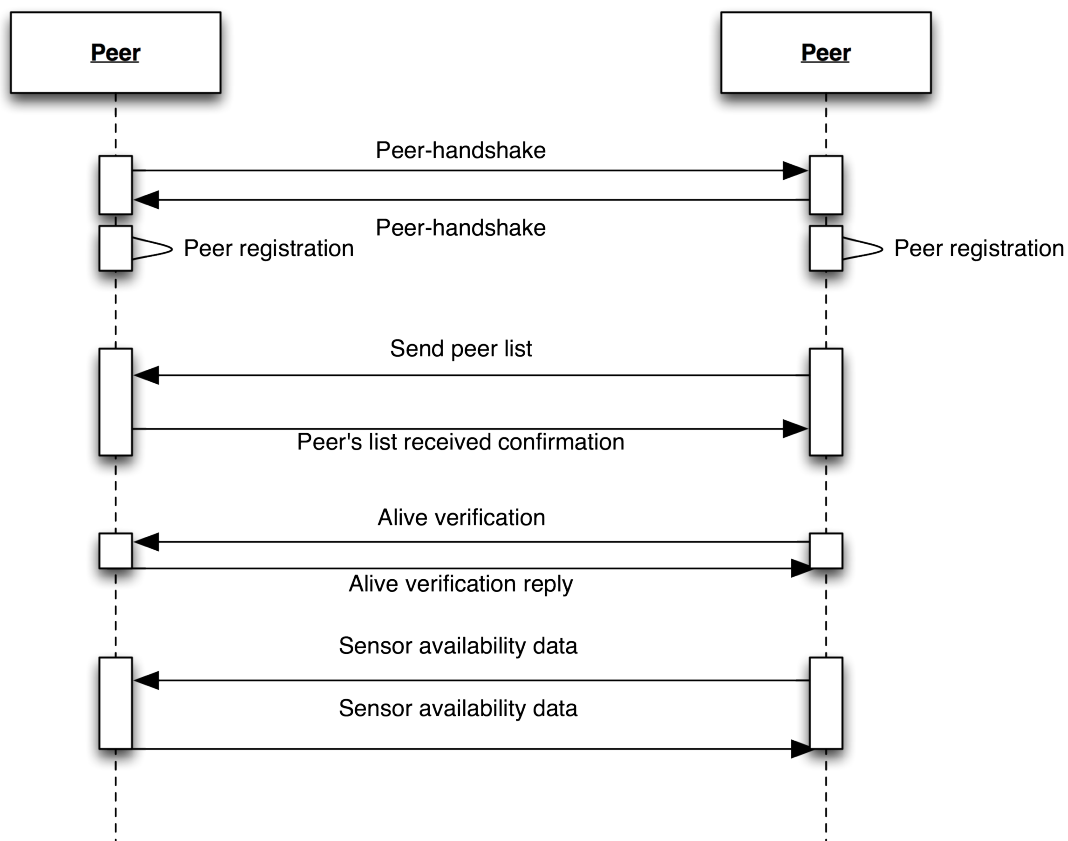 Peer
Peer
Peer-handshake
Peer-handshake
Peer registration
Peer registration
Send peer list
Peer's list received confirmation
Alive verification
Alive verification reply
Sensor availability data
Sensor availability data